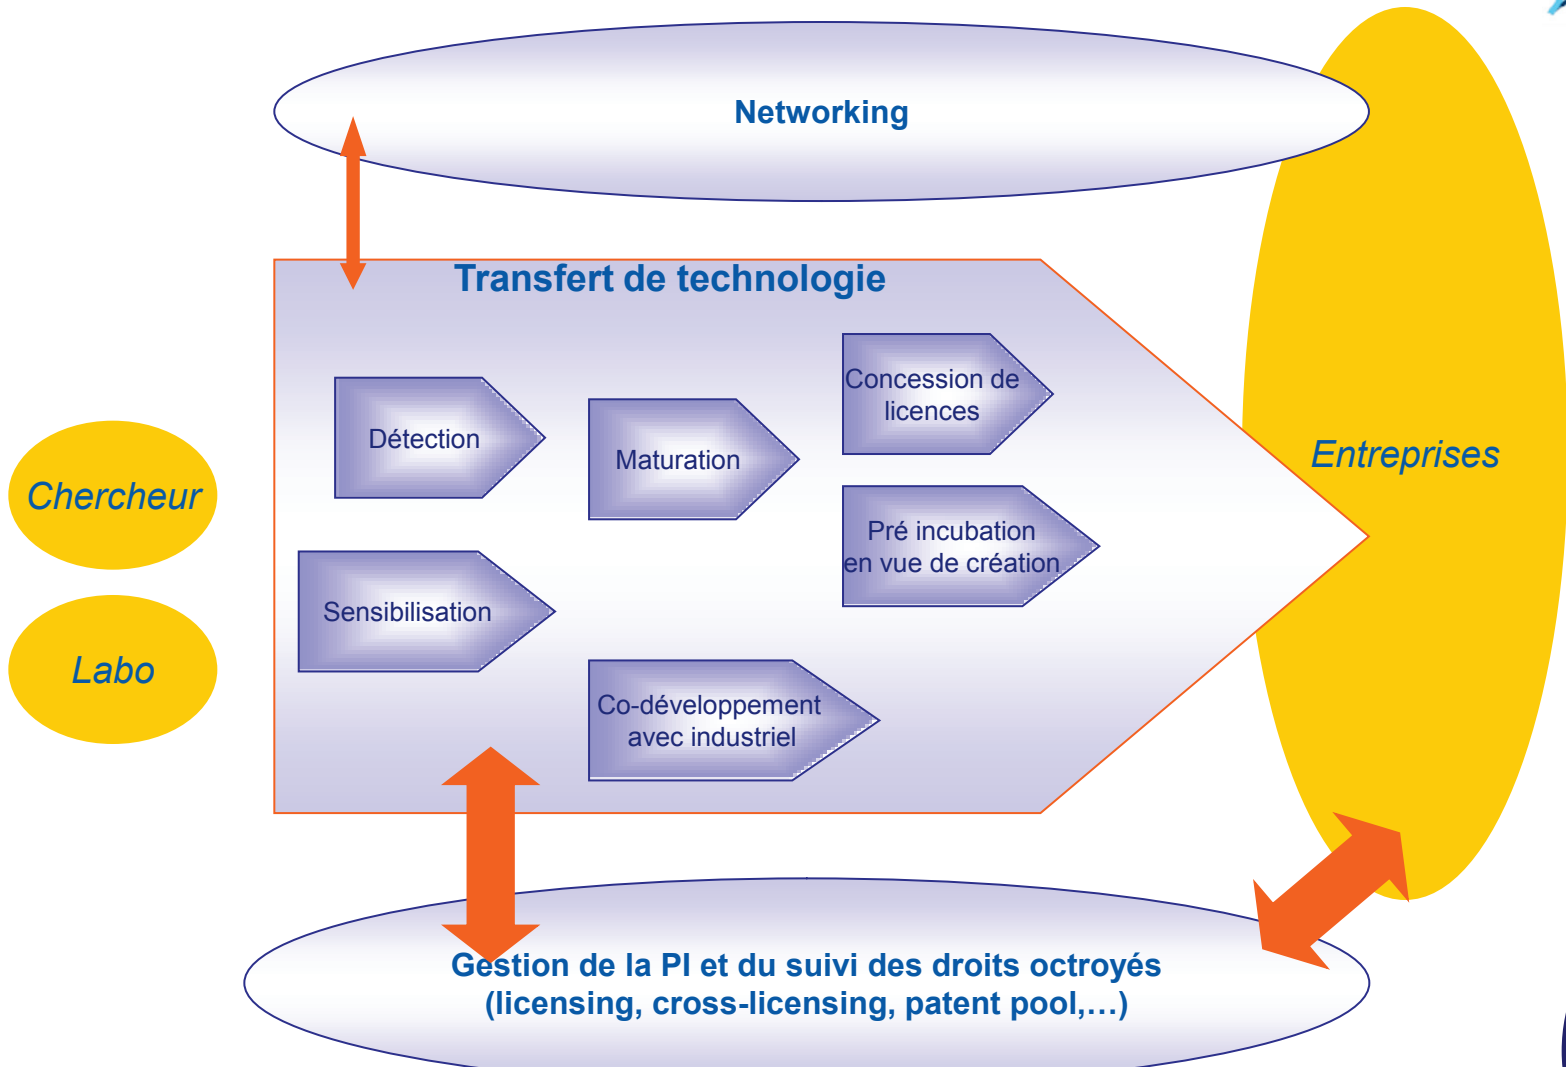 Networking
Transfert de technologie
Concession de
licences
Détection
Maturation
Entreprises
Chercheur
Pré incubation
en vue de création
Sensibilisation
Labo
Co-développement
avec industriel
Gestion de la PI et du suivi des droits octroyés
(licensing, cross-licensing, patent pool,…)